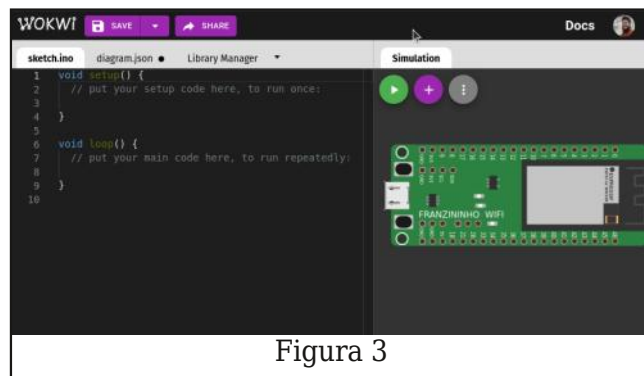 WOKWI SAVE SHARE Docs
sketch.ino diagram.json Library Manager Simulation
1 void setup() {
2 // put your setup code here, to run once:
3
4 }
5
6 void loop() {
7 // put your main code here, to run repeatedly:
8
9 }
10
FRANZININHO WIFI
Figura 3